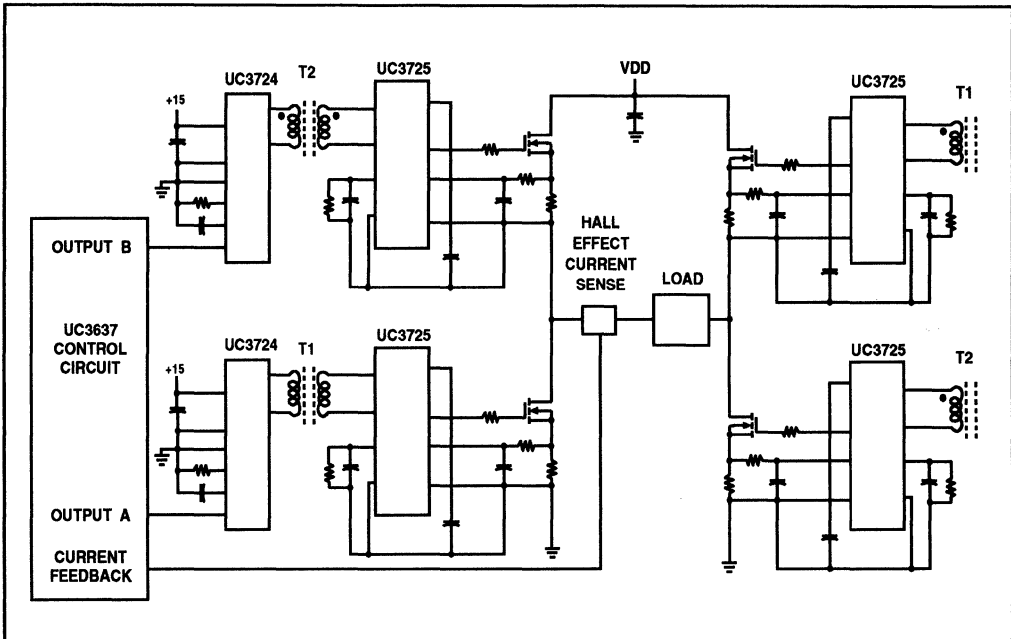 UC3724
T2
UC3725
VDD
UC3725
T1
+15
OUTPUT B
HALL
EFFECT
CURRENT
SENSE
LOAD
UC3637
CONTROL
CIRCUIT
+15
UC3724
T1
UC3725
UC3725
T2
OUTPUT A
CURRENT
FEEDBACK